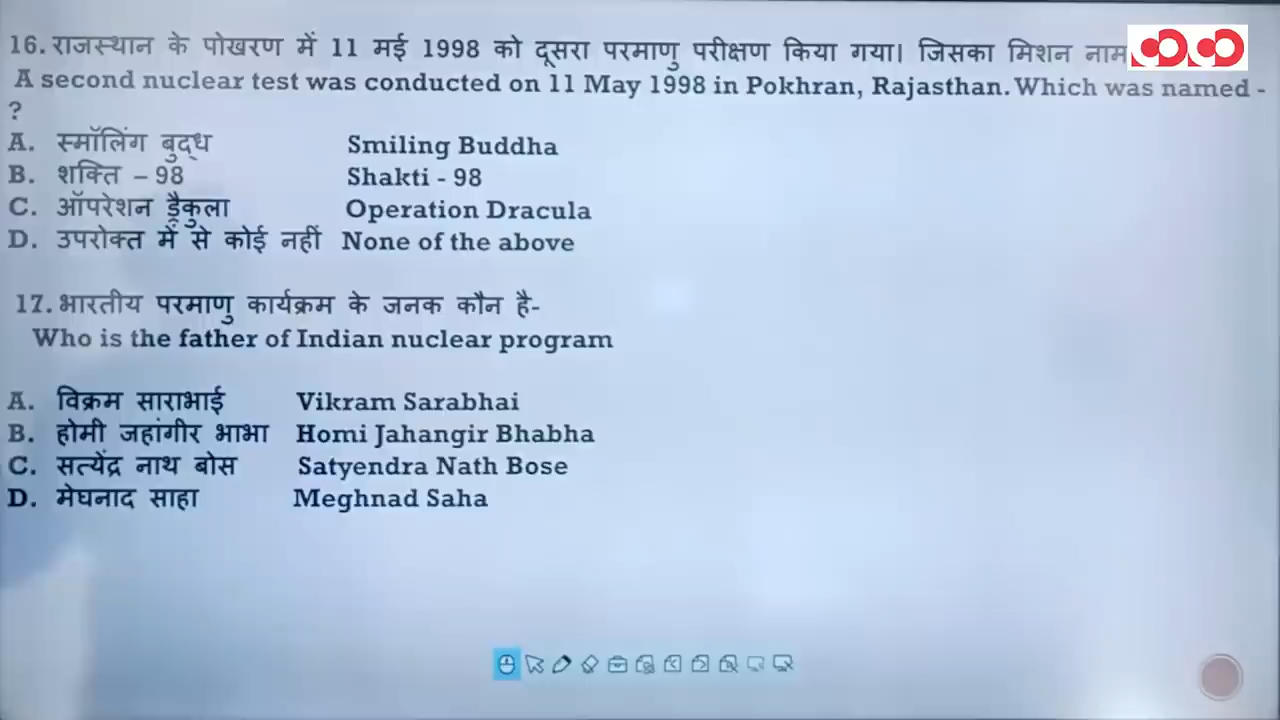 16. राजस्थान के पोखरण में 11 मई 1998 को दूसरा परमाणु परीक्षण किया गया। जिसका मिशन नाम
A second nuclear test was conducted on 11 May 1998 in Pokhran, Rajasthan. Which was named -
?
A. स्मॉलिंग बुद्ध Smiling Buddha
B. शक्ति – 98 Shakti - 98
C. ऑपरेशन ड्रैकुला Operation Dracula
D. उपरोक्त में से कोई नहीं None of the above
17. भारतीय परमाणु कार्यक्रम के जनक कौन है-
Who is the father of Indian nuclear program
A. विक्रम साराभाई Vikram Sarabhai
B. होमी जहांगीर भाभा Homi Jahangir Bhabha
C. सत्येंद्र नाथ बोस Satyendra Nath Bose
D. मेघनाद साहा Meghnad Saha